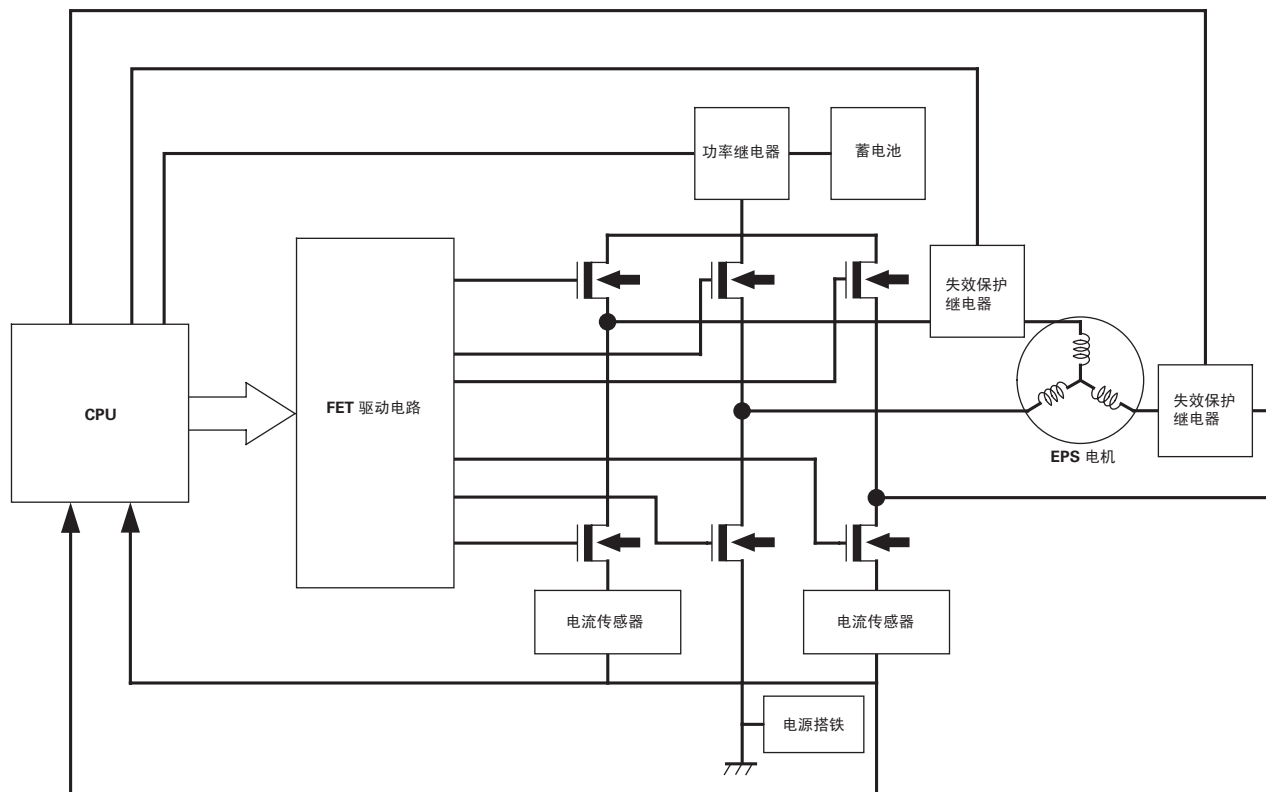 功率继电器
蓄电池
失效保护
继电器
CPU
FET 驱动电路
失效保护
继电器
EPS 电机
电流传感器
电流传感器
电源搭铁